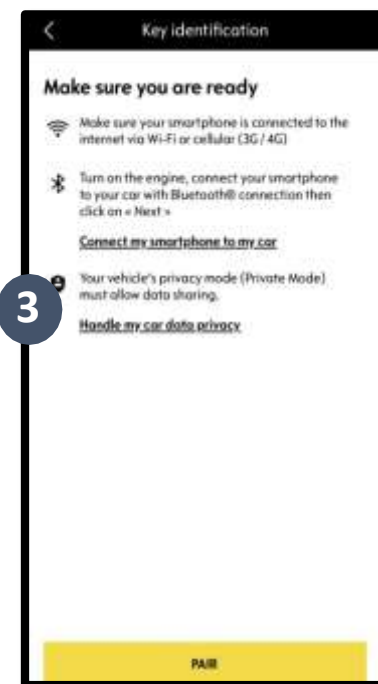 Key identification
Make sure you are ready
Make sure your smartphone is connected to the
internet via Wi-Fi or cellular (3G / 4G)
Turn on the engine, connect your smartphone
to your car with Bluetooth® connection then
click on « Next »
Connect my smartphone to my car
Your vehicle's privacy mode (Private Mode)
must allow data sharing.
3
Handle my car data privacy
PAIR